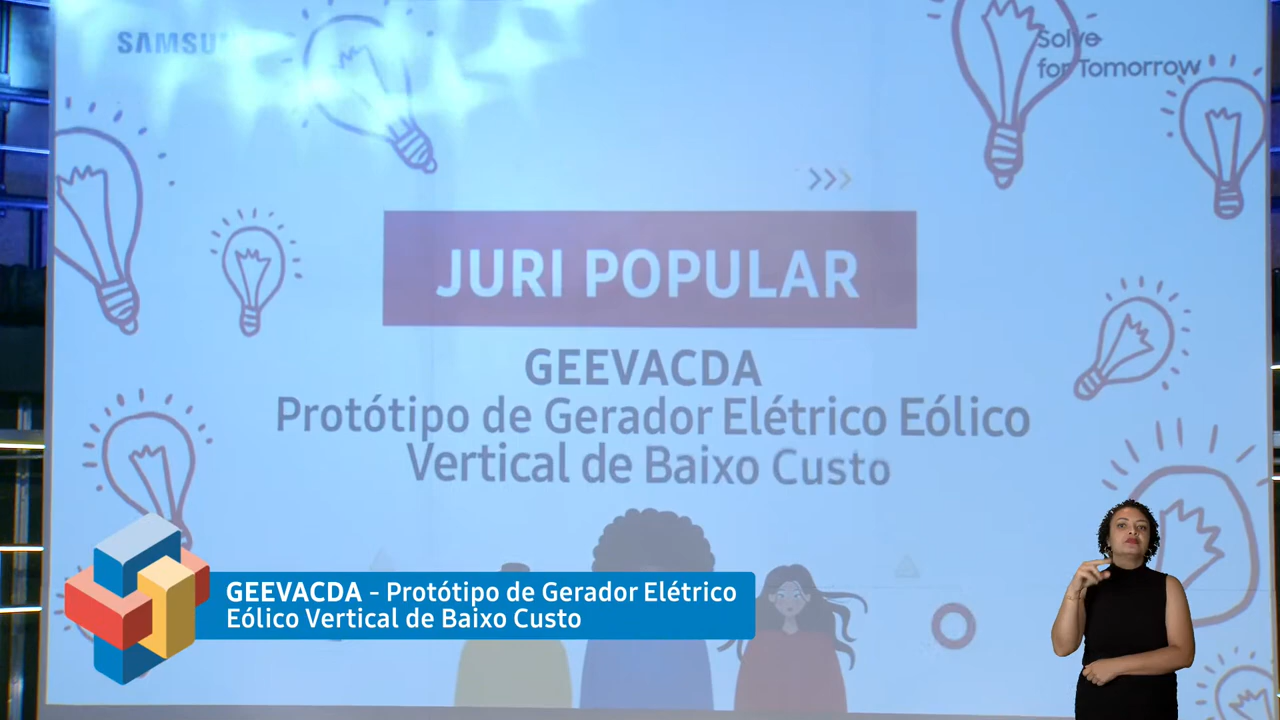 SAMSU
Solve
for Tomorrow
JURI POPULAR
GEEVACDA
Protótipo de Gerador Elétrico Eólico
Vertical de Baixo Custo
GEEVACDA - Protótipo de Gerador Elétrico
Eólico Vertical de Baixo Custo